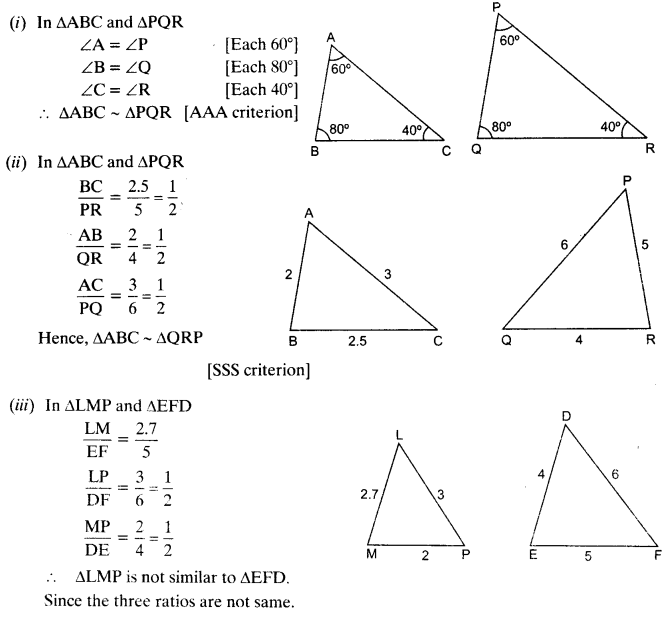 (i) In ΔABC and ΔPQR
∠A = ∠P [Each 60°]
∠B = ∠Q [Each 80°]
∠C = ∠R [Each 40°]
∴ ΔABC ~ ΔPQR [AAA criterion]
A
60°
80°
40°
B
C
P
60°
80°
40°
Q
R
(ii) In ΔABC and ΔPQR
BC/PR = 2.5/5 = 1/2
AB/QR = 2/4 = 1/2
AC/PQ = 3/6 = 1/2
Hence, ΔABC ~ ΔQRP
[SSS criterion]
A
2
3
B
2.5
C
P
6
5
Q
4
R
(iii) In ΔLMP and ΔEFD
LM/EF = 2.7/5
LP/DF = 3/6 = 1/2
MP/DE = 2/4 = 1/2
∴ ΔLMP is not similar to ΔEFD.
Since the three ratios are not same.
L
2.7
3
M
2
P
D
4
6
E
5
F